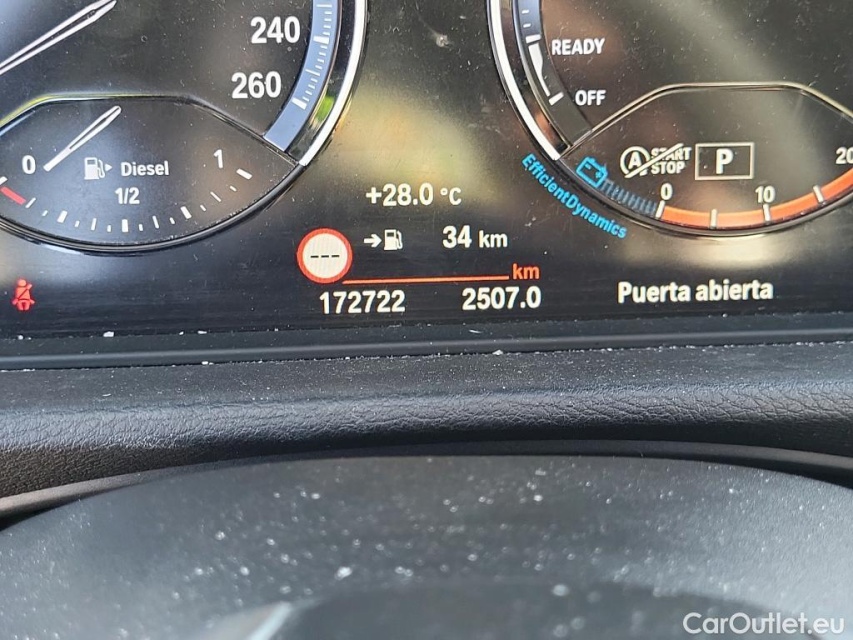 240
260
READY
OFF
0
Diesel
1/2
1
+28.0 °C
A START STOP
P
EfficientDynamics
0
10
20
---
34 km
km
172722
2507.0
Puerta abierta
CarOutlet.eu